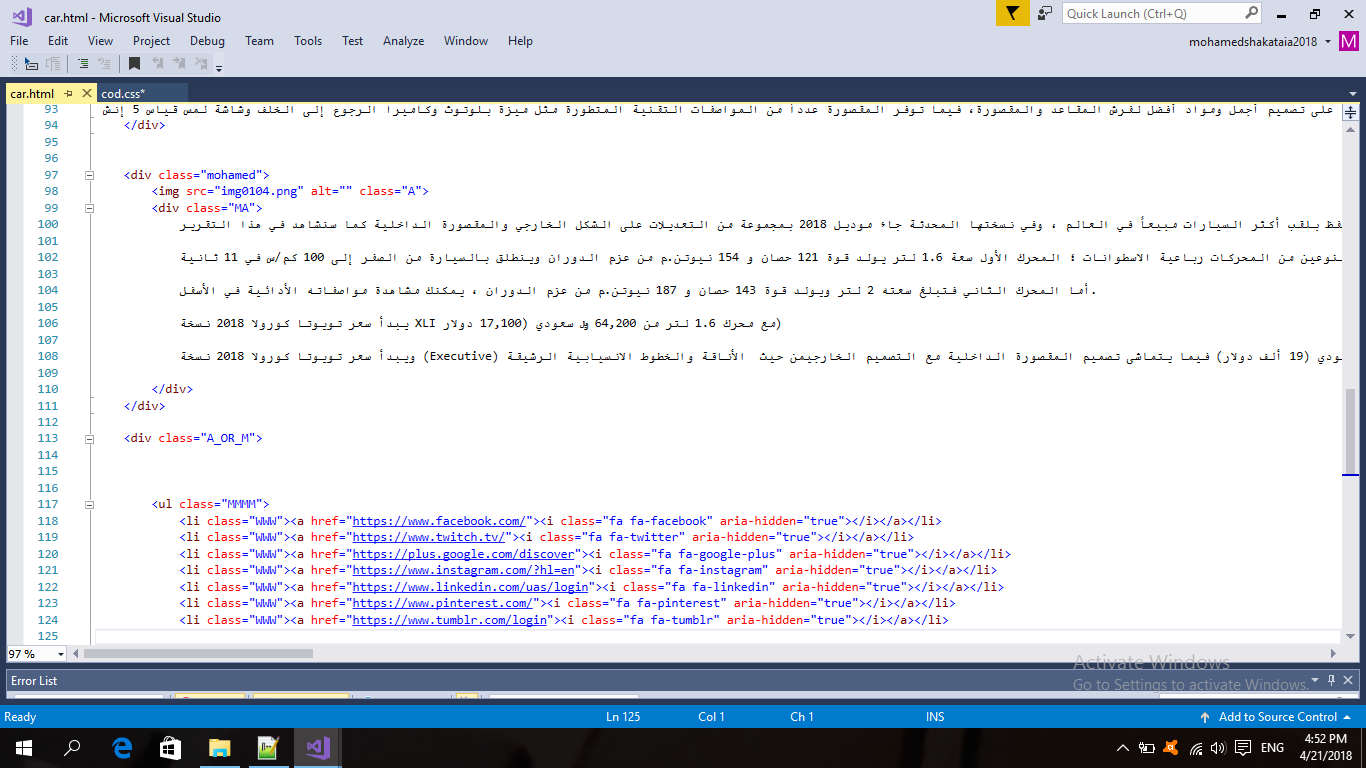 car.html - Microsoft Visual Studio
Quick Launch (Ctrl+Q)
File Edit View Project Debug Team Tools Test Analyze Window Help
mohamedshakataia2018 M
car.html cod.css*
93 على تصميم أجمل ومواد أفضل لفرش المقاعد والمقصورة، فيما توفر المقصورة عدداً من المواصفات التقنية المتطورة مثل ميزة بلوتوث وكاميرا الرجوع إلى الخلف وشاشة لمس قياس 5 إنش
94 </div>
95
96
97 <div class="mohamed">
98 <img src="img0104.png" alt="" class="A">
99 <div class="MA">
100 بلقب أكثر السيارات مبيعاً في العالم ، وفي نسختها المحدثة جاء موديل 2018 بمجموعة من التعديلات على الشكل الخارجي والمقصورة الداخلية كما سنشاهد في هذا التقرير
101
102 من المحركات رباعية الاسطوانات ؛ المحرك الأول سعة 1.6 لتر يولد قوة 121 حصان و 154 نيوتن.م من عزم الدوران وينطلق بالسيارة من الصفر إلى 100 كم/س في 11 ثانية
103
104 أما المحرك الثاني فتبلغ سعته 2 لتر ويولد قوة 143 حصان و 187 نيوتن.م من عزم الدوران ، يمكنك مشاهدة مواصفاته الأدائية في الأسفل.
105
106 يبدأ سعر تويوتا كورولا 2018 نسخة XLI مع محرك 1.6 لتر من 64,200 ﷼ سعودي (17,100 دولار)
107
108 ويبدأ سعر تويوتا كورولا 2018 نسخة (Executive) (19 ألف دولار) فيما يتماشى تصميم المقصورة الداخلية مع التصميم الخارجيمن حيث الأناقة والخطوط الانسيابية الرشيقة
109
110 </div>
111 </div>
112
113 <div class="A_OR_M">
114
115
116
117 <ul class="MMMM">
118 <li class="WWW"><a href="https://www.facebook.com/"><i class="fa fa-facebook" aria-hidden="true"></i></a></li>
119 <li class="WWW"><a href="https://www.twitch.tv/"><i class="fa fa-twitter" aria-hidden="true"></i></a></li>
120 <li class="WWW"><a href="https://plus.google.com/discover"><i class="fa fa-google-plus" aria-hidden="true"></i></a></li>
121 <li class="WWW"><a href="https://www.instagram.com/?hl=en"><i class="fa fa-instagram" aria-hidden="true"></i></a></li>
122 <li class="WWW"><a href="https://www.linkedin.com/uas/login"><i class="fa fa-linkedin" aria-hidden="true"></i></a></li>
123 <li class="WWW"><a href="https://www.pinterest.com/"><i class="fa fa-pinterest" aria-hidden="true"></i></a></li>
124 <li class="WWW"><a href="https://www.tumblr.com/login"><i class="fa fa-tumblr" aria-hidden="true"></i></a></li>
125
97 %
Activate Windows
Go to Settings to activate Windows.
Error List
Ready Ln 125 Col 1 Ch 1 INS Add to Source Control
ENG 4:52 PM
4/21/2018